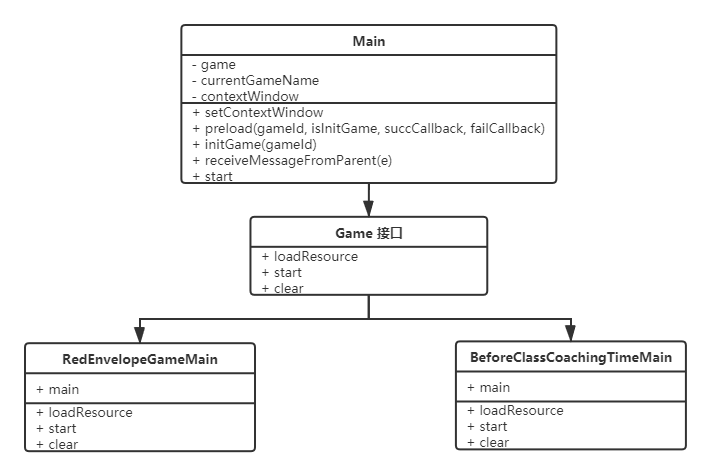 Main
- game
- currentGameName
- contextWindow
+ setContextWindow
+ preload(gameId, isInitGame, succCallback, failCallback)
+ initGame(gameId)
+ receiveMessageFromParent(e)
+ start
Game 接口
+ loadResource
+ start
+ clear
RedEnvelopeGameMain
+ main
+ loadResource
+ start
+ clear
BeforeClassCoachingTimeMain
+ main
+ loadResource
+ start
+ clear